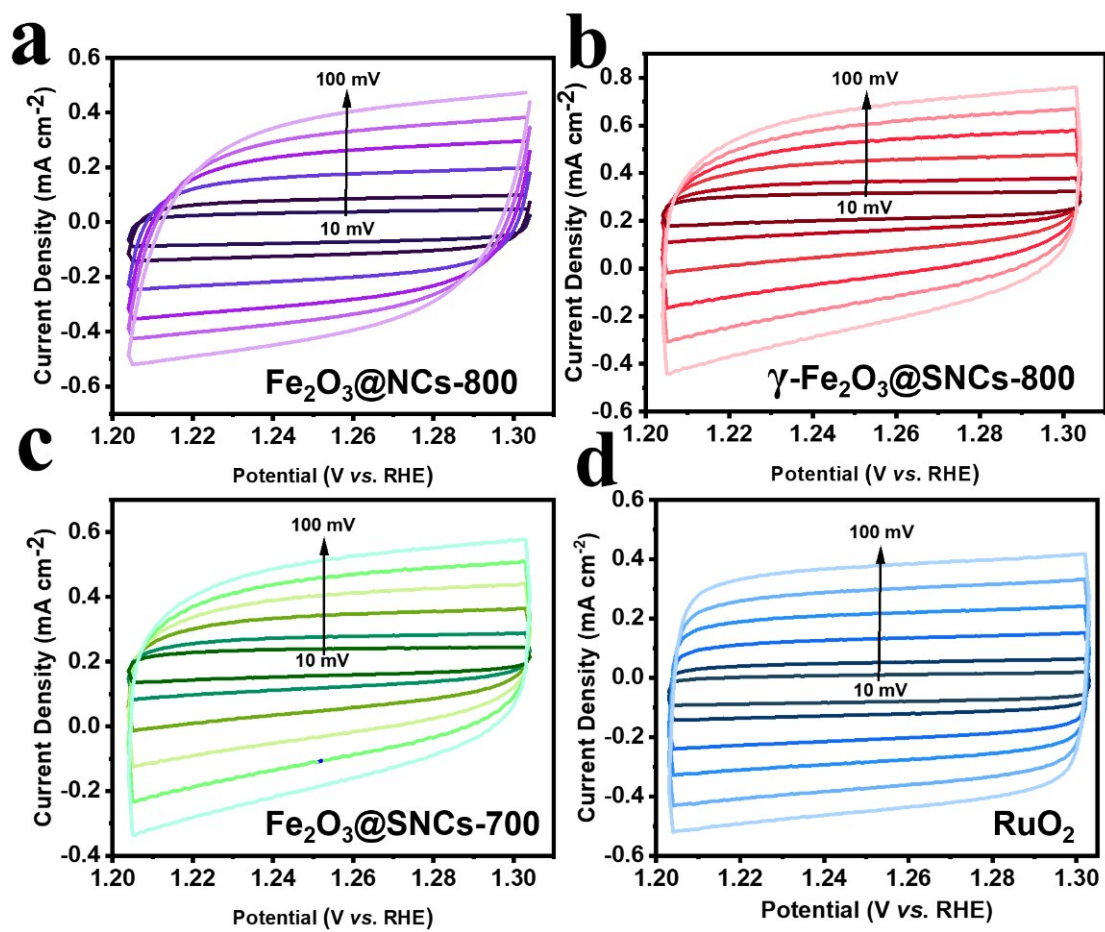 a
0.6
0.4
0.2
0.0
-0.2
-0.4
-0.6
Current Density (mA cm⁻²)
100 mV
10 mV
Fe₂O₃@NCs-800
1.20 1.22 1.24 1.26 1.28 1.30
Potential (V vs. RHE)
b
0.8
0.6
0.4
0.2
0.0
-0.2
-0.4
-0.6
Current Density (mA cm⁻²)
100 mV
10 mV
γ-Fe₂O₃@SNCs-800
1.20 1.22 1.24 1.26 1.28 1.30
Potential (V vs. RHE)
c
0.6
0.4
0.2
0.0
-0.2
-0.4
Current Density (mA cm⁻²)
100 mV
10 mV
Fe₂O₃@SNCs-700
1.20 1.22 1.24 1.26 1.28 1.30
Potential (V vs. RHE)
d
0.6
0.4
0.2
0.0
-0.2
-0.4
-0.6
Current Density (mA cm⁻²)
100 mV
10 mV
RuO₂
1.20 1.22 1.24 1.26 1.28 1.30
Potential (V vs. RHE)